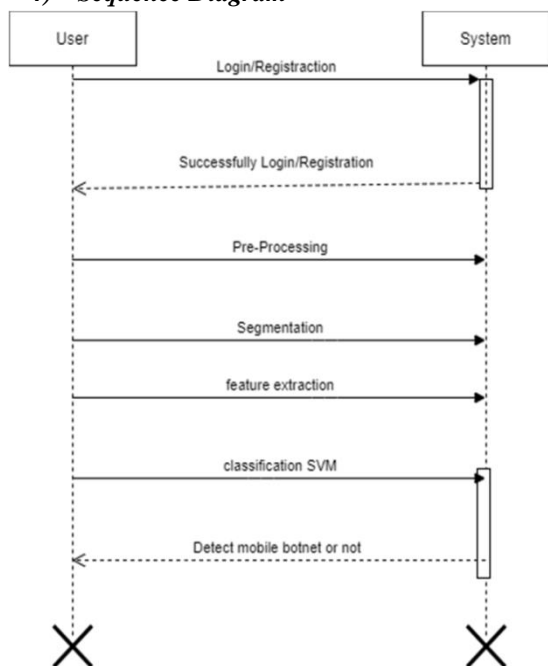 Sequence Diagram
User
System
Login/Registraction
Successfully Login/Registration
Pre-Processing
Segmentation
feature extraction
classification SVM
Detect mobile botnet or not